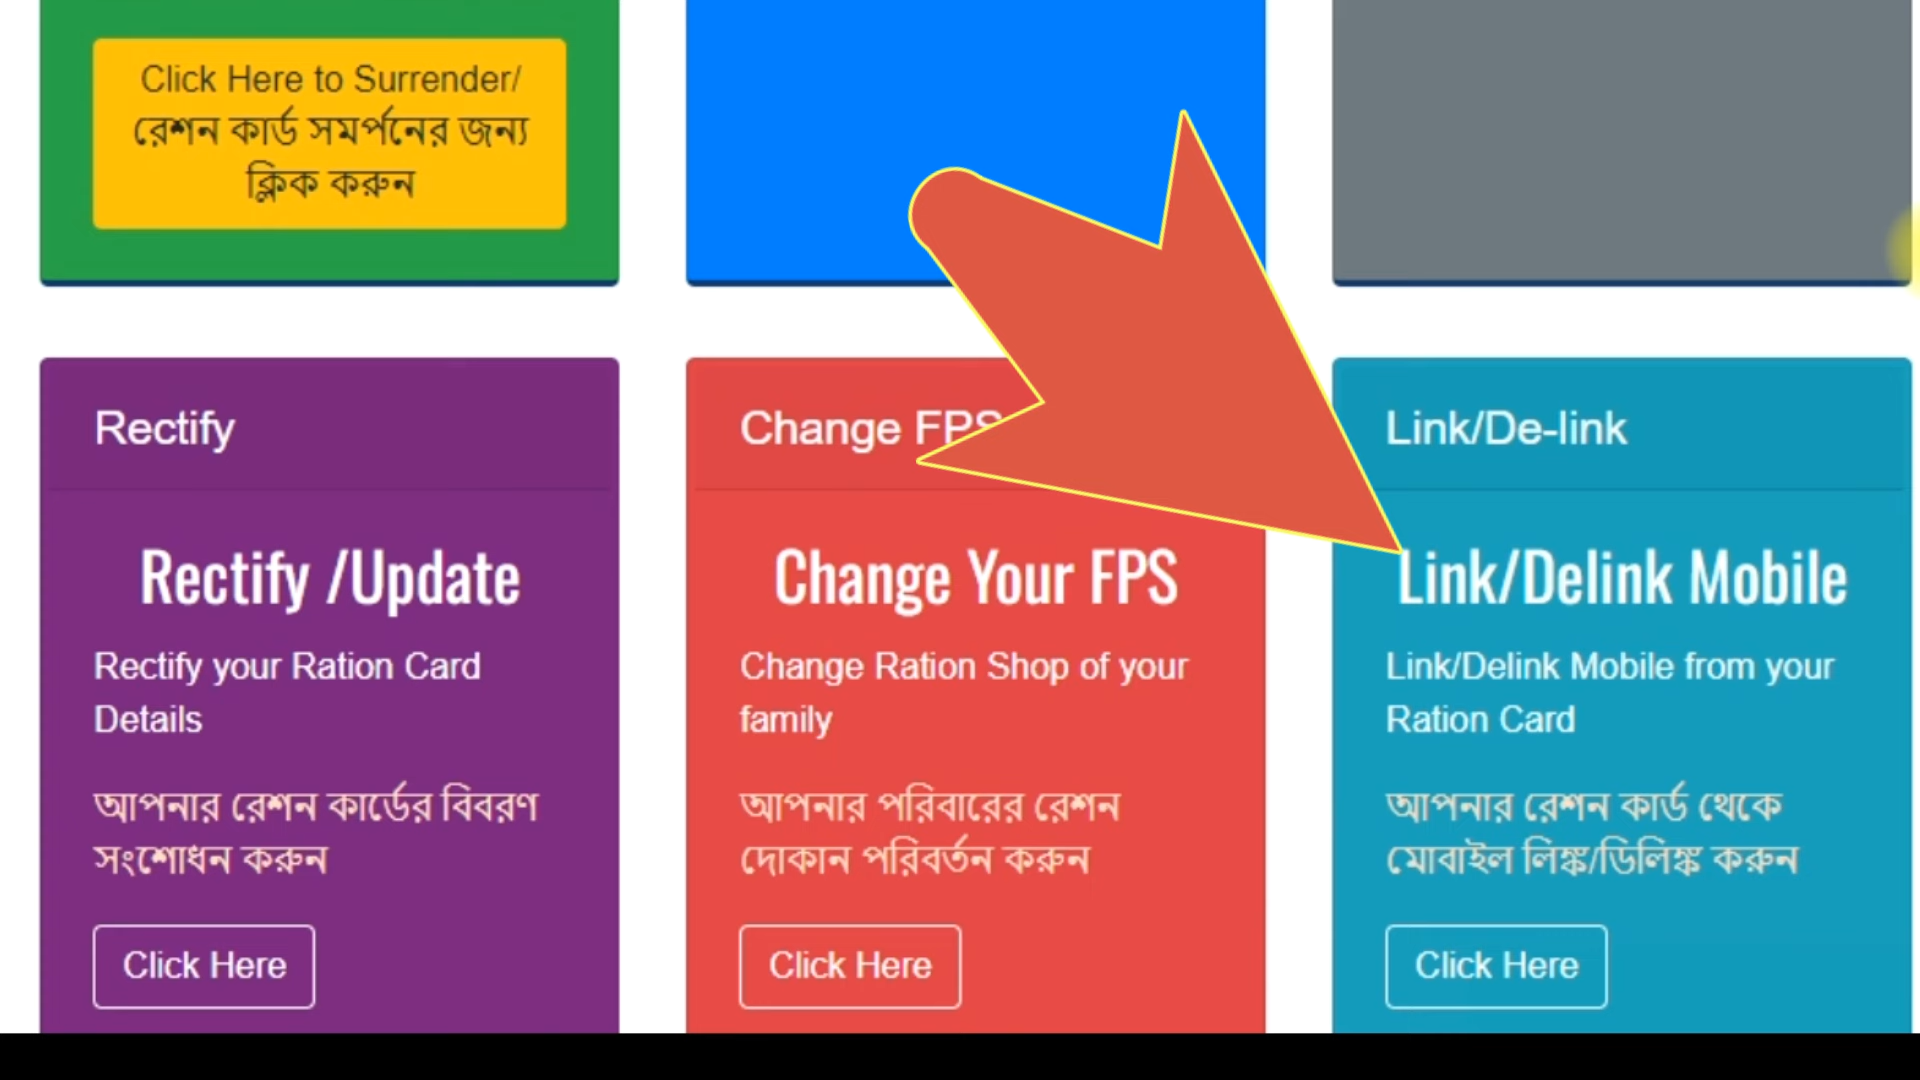 Click Here to Surrender/
রেশন কার্ড সমর্পনের জন্য
ক্লিক করুন
Rectify
Rectify /Update
Rectify your Ration Card
Details
আপনার রেশন কার্ডের বিবরণ
সংশোধন করুন
Click Here
Change FPS
Change Your FPS
Change Ration Shop of your
family
আপনার পরিবারের রেশন
দোকান পরিবর্তন করুন
Click Here
Link/De-link
Link/Delink Mobile
Link/Delink Mobile from your
Ration Card
আপনার রেশন কার্ড থেকে
মোবাইল লিঙ্ক/ডিলিঙ্ক করুন
Click Here